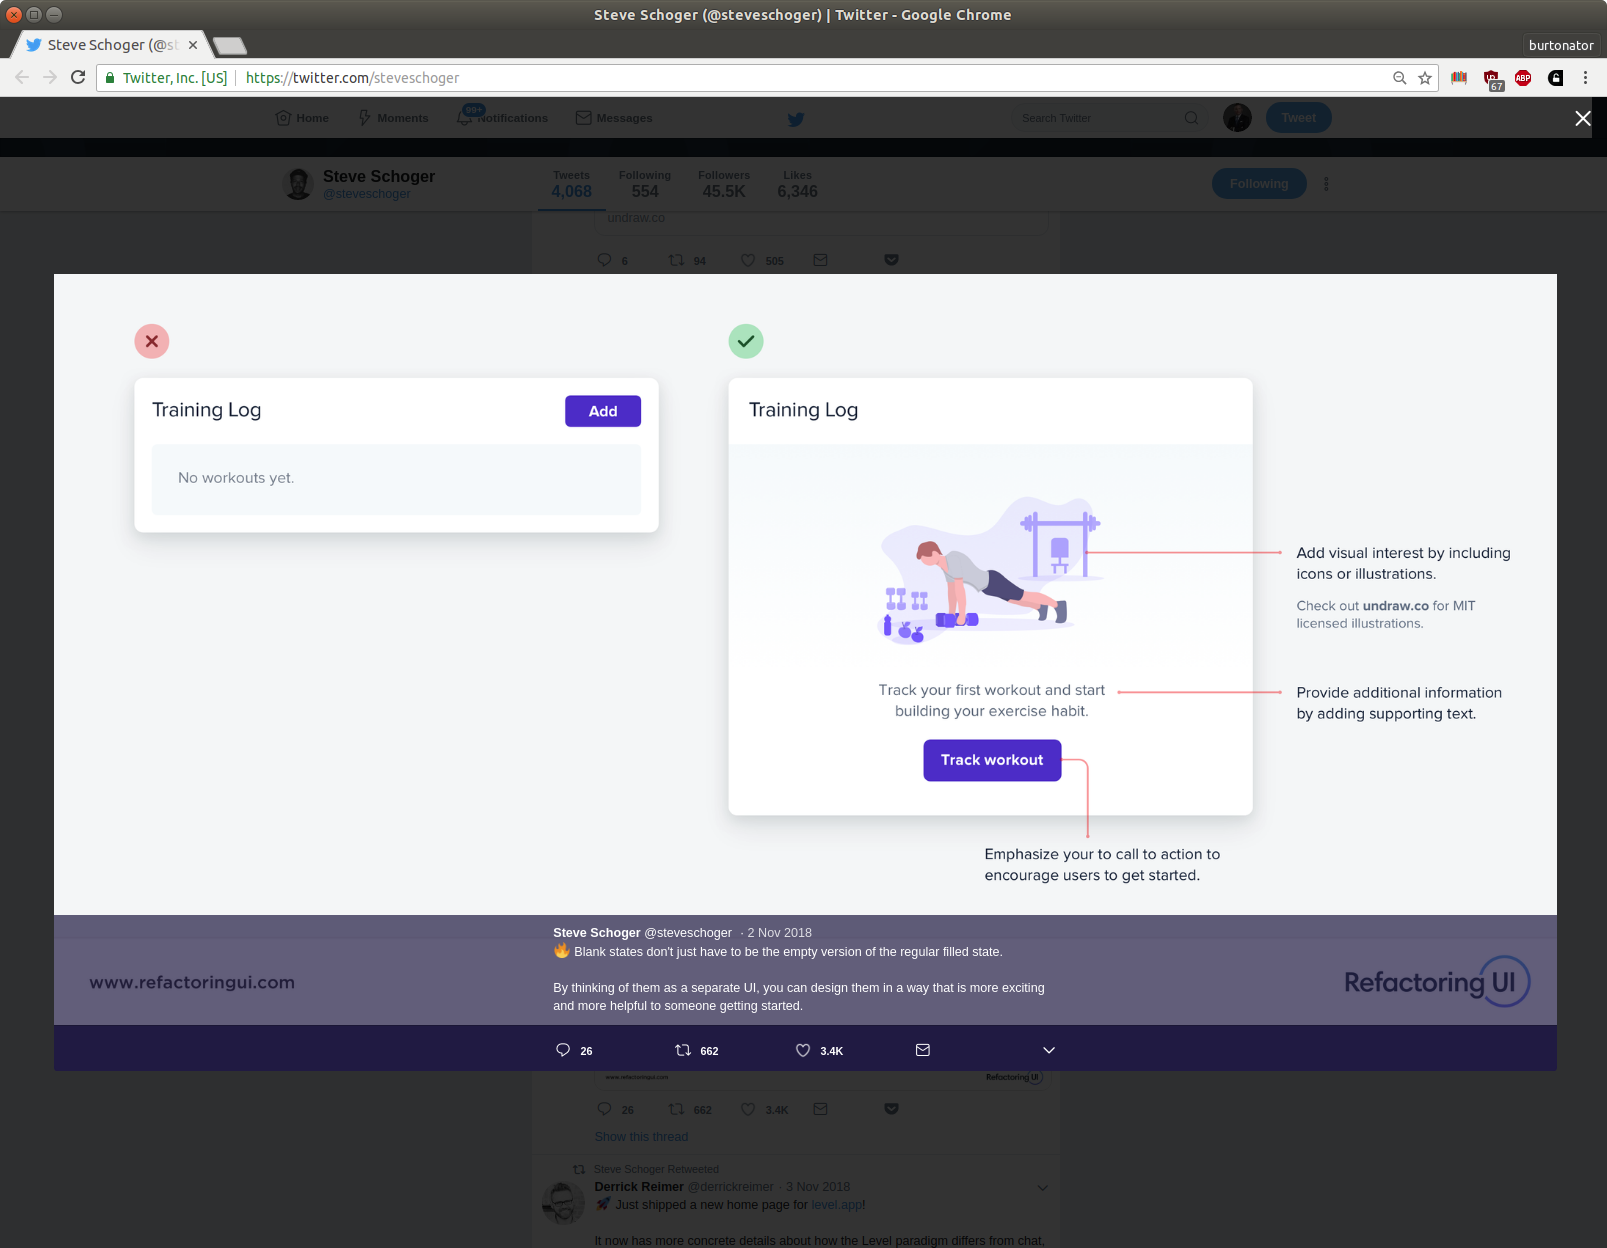 Steve Schoger (@steveschoger) | Twitter - Google Chrome
Steve Schoger (@st
burtonator
Twitter, Inc. [US] https://twitter.com/steveschoger
67
ABP
Home Moments 99+ Notifications Messages Search Twitter Tweet
Steve Schoger
@steveschoger
Tweets Following Followers Likes
4,068 554 45.5K 6,346
Following
undraw.co
6 94 505
Training Log
Add
No workouts yet.
Training Log
Track your first workout and start
building your exercise habit.
Track workout
Add visual interest by including
icons or illustrations.
Check out undraw.co for MIT
licensed illustrations.
Provide additional information
by adding supporting text.
Emphasize your to call to action to
encourage users to get started.
Steve Schoger @steveschoger · 2 Nov 2018
🔥 Blank states don't just have to be the empty version of the regular filled state.
By thinking of them as a separate UI, you can design them in a way that is more exciting
and more helpful to someone getting started.
www.refactoringui.com
Refactoring UI
26 662 3.4K
www.refactoringui.com Refactoring UI
26 662 3.4K
Show this thread
Steve Schoger Retweeted
Derrick Reimer @derrickreimer · 3 Nov 2018
🚀 Just shipped a new home page for level.app!
It now has more concrete details about how the Level paradigm differs from chat,